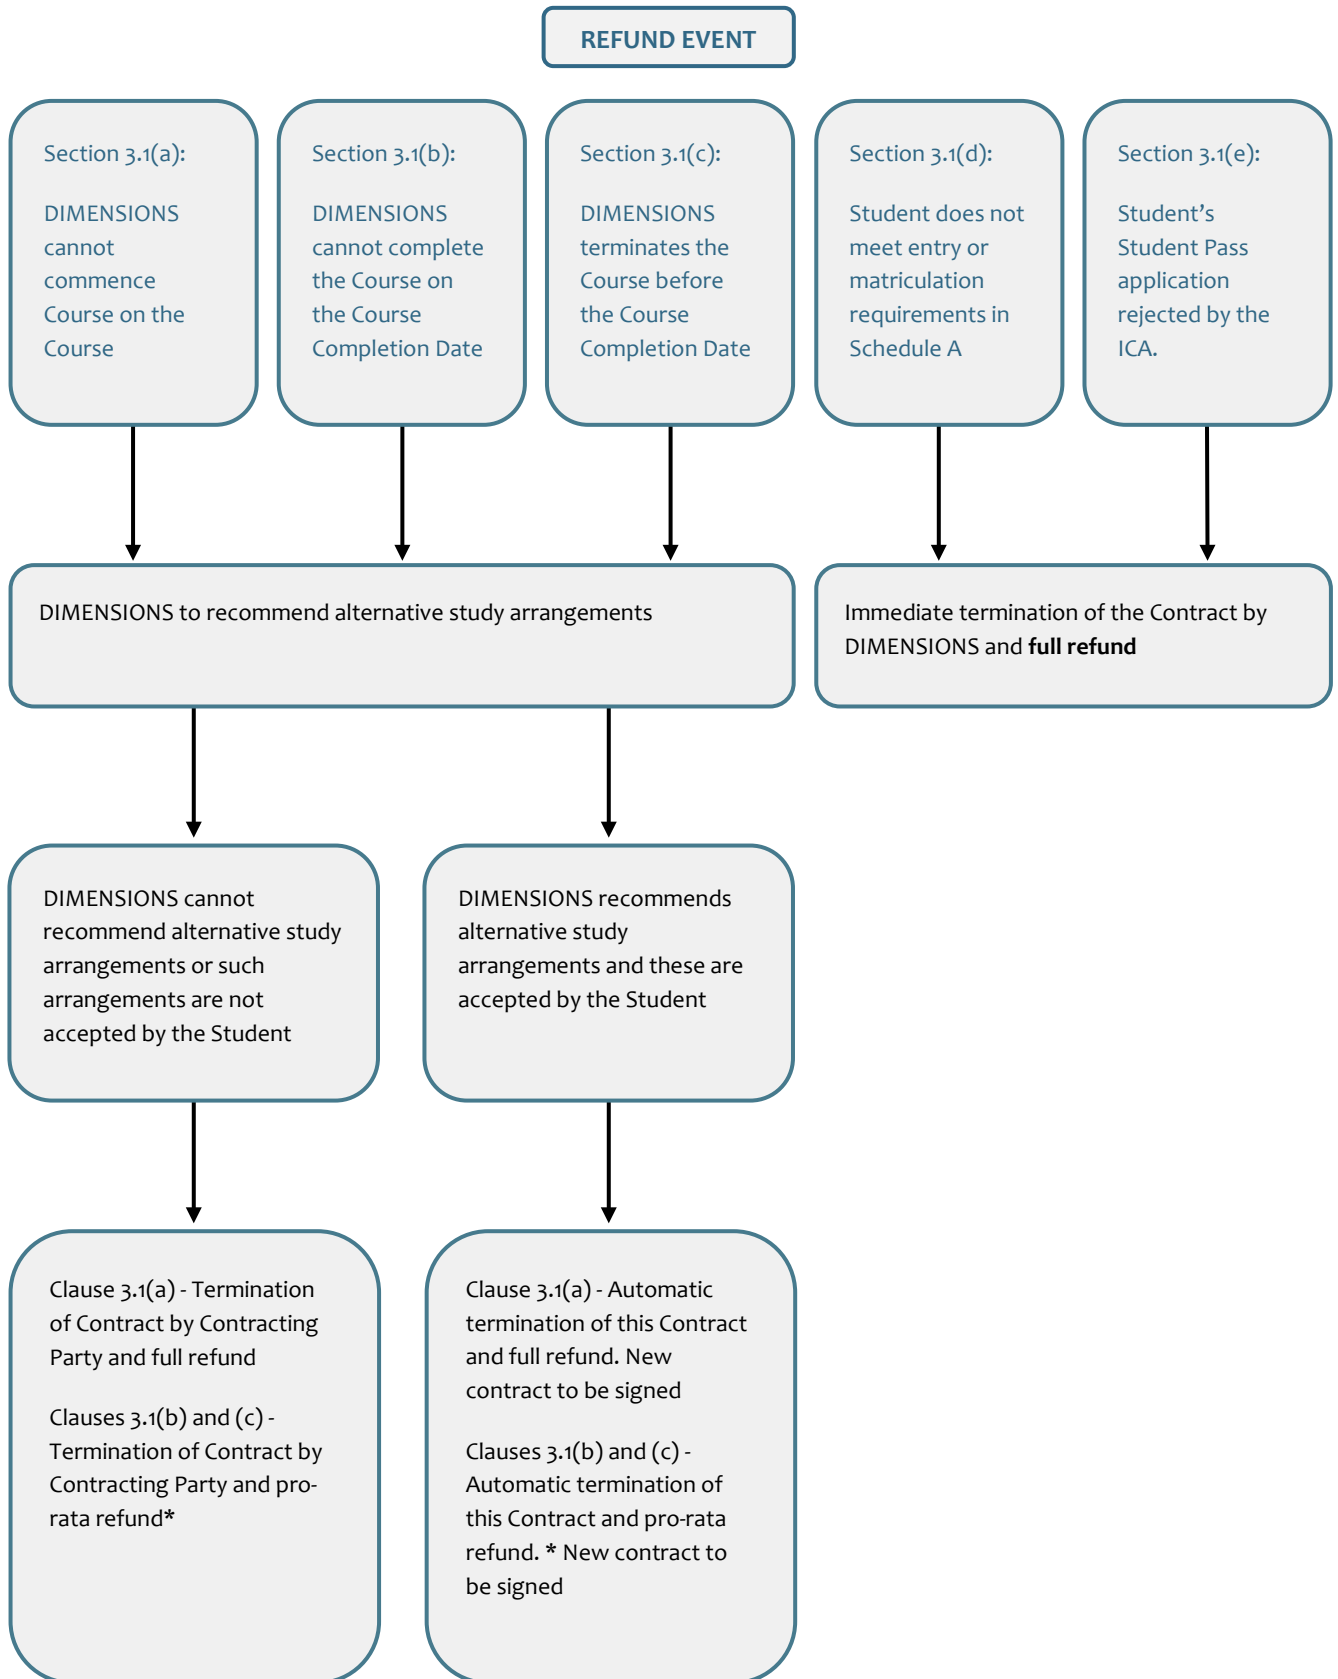 REFUND EVENT
Section 3.1(a):
DIMENSIONS
cannot
commence
Course on the
Course
Section 3.1(b):
DIMENSIONS
cannot complete
the Course on
the Course
Completion Date
Section 3.1(c):
DIMENSIONS
terminates the
Course before
the Course
Completion Date
Section 3.1(d):
Student does not
meet entry or
matriculation
requirements in
Schedule A
Section 3.1(e):
Student’s
Student Pass
application
rejected by the
ICA.
DIMENSIONS to recommend alternative study arrangements
Immediate termination of the Contract by
DIMENSIONS and full refund
DIMENSIONS cannot
recommend alternative study
arrangements or such
arrangements are not
accepted by the Student
DIMENSIONS recommends
alternative study
arrangements and these are
accepted by the Student
Clause 3.1(a) - Termination
of Contract by Contracting
Party and full refund
Clauses 3.1(b) and (c) -
Termination of Contract by
Contracting Party and pro-
rata refund*
Clause 3.1(a) - Automatic
termination of this Contract
and full refund. New
contract to be signed
Clauses 3.1(b) and (c) -
Automatic termination of
this Contract and pro-rata
refund. * New contract to
be signed